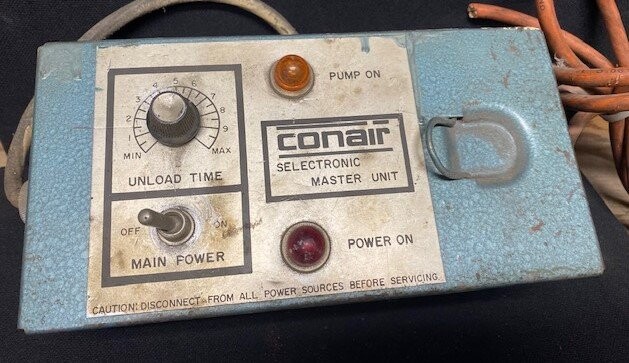 PUMP ON
1 2 3 4 5 6 7 8 9
MIN MAX
UNLOAD TIME
conair
SELECTRONIC
MASTER UNIT
OFF ON
MAIN POWER
POWER ON
CAUTION: DISCONNECT FROM ALL POWER SOURCES BEFORE SERVICING.